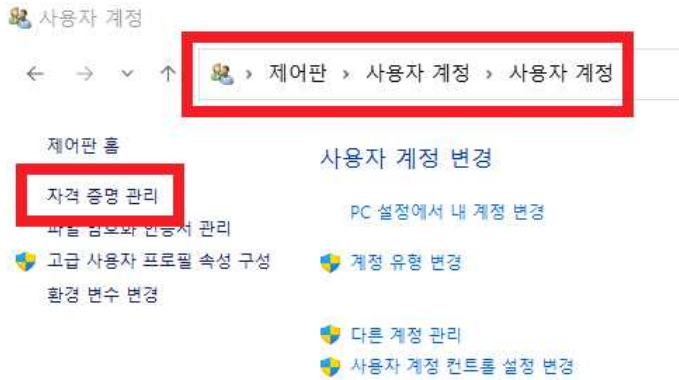 사용자 계정
제어판 › 사용자 계정 › 사용자 계정
제어판 홈
자격 증명 관리
파일 암호화 인증서 관리
고급 사용자 프로필 속성 구성
환경 변수 변경
사용자 계정 변경
PC 설정에서 내 계정 변경
계정 유형 변경
다른 계정 관리
사용자 계정 컨트롤 설정 변경